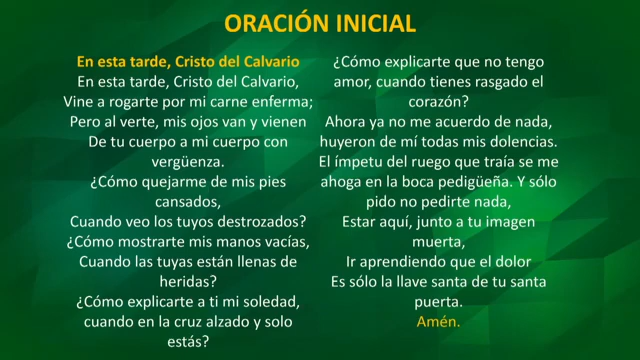 ORACIÓN INICIAL
En esta tarde, Cristo del Calvario
En esta tarde, Cristo del Calvario,
Vine a rogarte por mi carne enferma;
Pero al verte, mis ojos van y vienen
De tu cuerpo a mi cuerpo con
vergüenza.
¿Cómo quejarme de mis pies
cansados,
Cuando veo los tuyos destrozados?
¿Cómo mostrarte mis manos vacías,
Cuando las tuyas están llenas de
heridas?
¿Cómo explicarte a ti mi soledad,
cuando en la cruz alzado y solo
estás?
¿Cómo explicarte que no tengo
amor, cuando tienes rasgado el
corazón?
Ahora ya no me acuerdo de nada,
huyeron de mí todas mis dolencias.
El ímpetu del ruego que traía se me
ahoga en la boca pedigüeña. Y sólo
pido no pedirte nada,
Estar aquí, junto a tu imagen
muerta,
Ir aprendiendo que el dolor
Es sólo la llave santa de tu santa
puerta.
Amén.